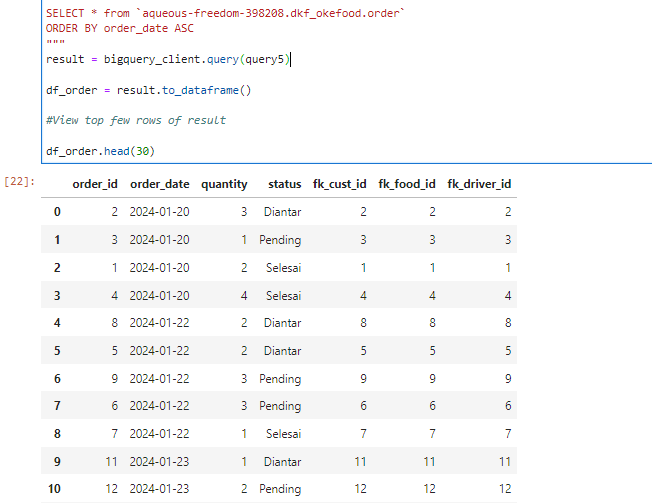 SELECT * from `aqueous-freedom-398208.dkf_okefood.order`
ORDER BY order_date ASC
"""
result = bigquery_client.query(query5)
df_order = result.to_dataframe()
#View top few rows of result
df_order.head(30)
[22]:
order_id order_date quantity status fk_cust_id fk_food_id fk_driver_id
0 2 2024-01-20 3 Diantar 2 2 2
1 3 2024-01-20 1 Pending 3 3 3
2 1 2024-01-20 2 Selesai 1 1 1
3 4 2024-01-20 4 Selesai 4 4 4
4 8 2024-01-22 2 Diantar 8 8 8
5 5 2024-01-22 2 Diantar 5 5 5
6 9 2024-01-22 3 Pending 9 9 9
7 6 2024-01-22 3 Pending 6 6 6
8 7 2024-01-22 1 Selesai 7 7 7
9 11 2024-01-23 1 Diantar 11 11 11
10 12 2024-01-23 2 Pending 12 12 12